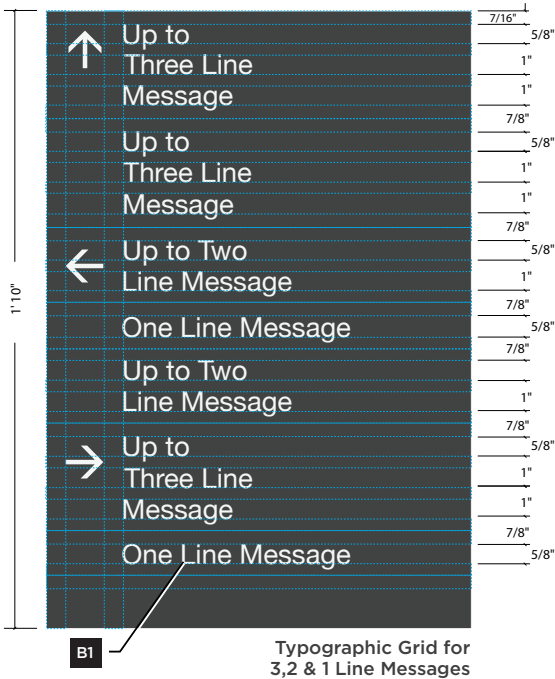 7/16"
Up to
5/8"
Three Line
1"
Message
1"
7/8"
Up to
5/8"
Three Line
1"
Message
1"
7/8"
Up to Two
5/8"
Line Message
1"
7/8"
One Line Message
5/8"
7/8"
Up to Two
Line Message
1"
7/8"
Up to
5/8"
Three Line
1"
Message
1"
7/8"
One Line Message
5/8"
1'10"
B1
Typographic Grid for
3,2 & 1 Line Messages